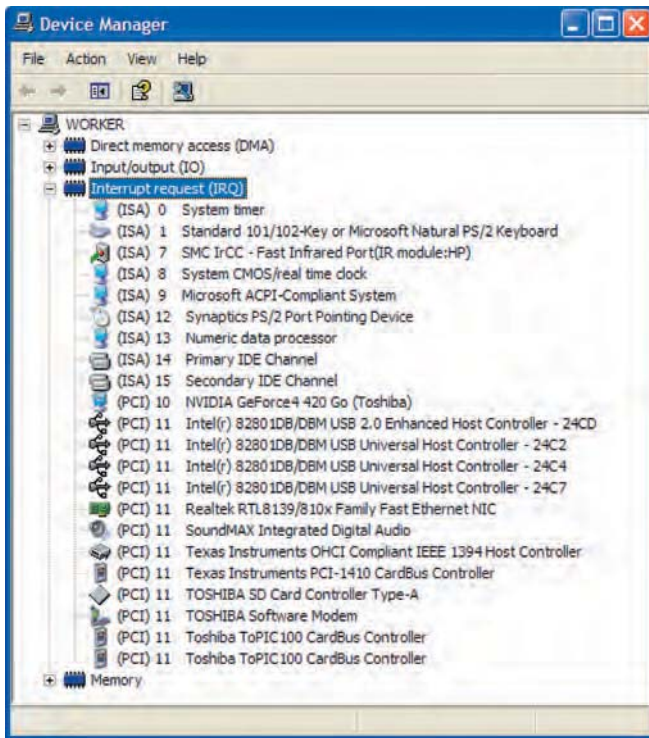 Device Manager
File Action View Help
WORKER
Direct memory access (DMA)
Input/output (IO)
Interrupt request (IRQ)
(ISA) 0 System timer
(ISA) 1 Standard 101/102-Key or Microsoft Natural PS/2 Keyboard
(ISA) 7 SMC IrCC - Fast Infrared Port(IR module:HP)
(ISA) 8 System CMOS/real time clock
(ISA) 9 Microsoft ACPI-Compliant System
(ISA) 12 Synaptics PS/2 Port Pointing Device
(ISA) 13 Numeric data processor
(ISA) 14 Primary IDE Channel
(ISA) 15 Secondary IDE Channel
(PCI) 10 NVIDIA GeForce4 420 Go (Toshiba)
(PCI) 11 Intel(r) 82801DB/DBM USB 2.0 Enhanced Host Controller - 24CD
(PCI) 11 Intel(r) 82801DB/DBM USB Universal Host Controller - 24C2
(PCI) 11 Intel(r) 82801DB/DBM USB Universal Host Controller - 24C4
(PCI) 11 Intel(r) 82801DB/DBM USB Universal Host Controller - 24C7
(PCI) 11 Realtek RTL8139/810x Family Fast Ethernet NIC
(PCI) 11 SoundMAX Integrated Digital Audio
(PCI) 11 Texas Instruments OHCI Compliant IEEE 1394 Host Controller
(PCI) 11 Texas Instruments PCI-1410 CardBus Controller
(PCI) 11 TOSHIBA SD Card Controller Type-A
(PCI) 11 TOSHIBA Software Modem
(PCI) 11 Toshiba ToPIC100 CardBus Controller
(PCI) 11 Toshiba ToPIC100 CardBus Controller
Memory